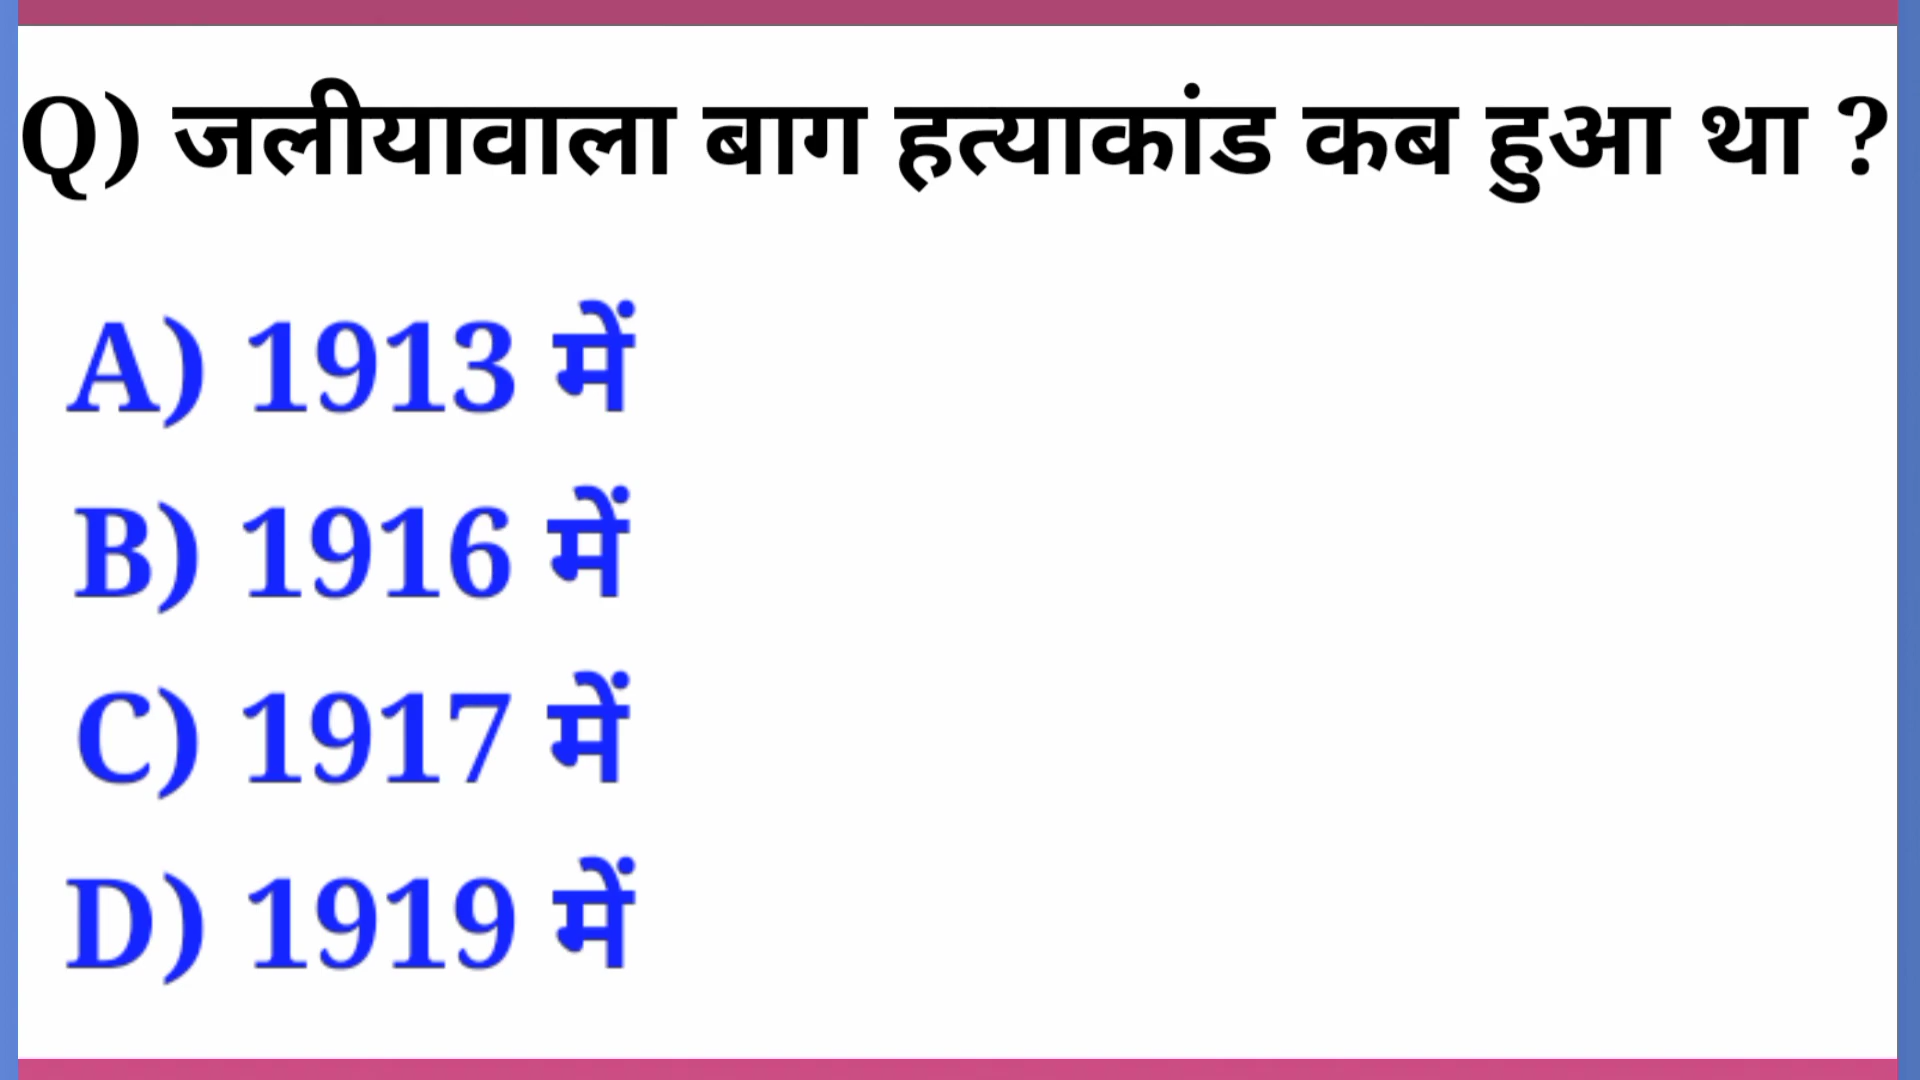 Q) जलीयावाला बाग हत्याकांड कब हुआ था ?
A) 1913 में
B) 1916 में
C) 1917 में
D) 1919 में